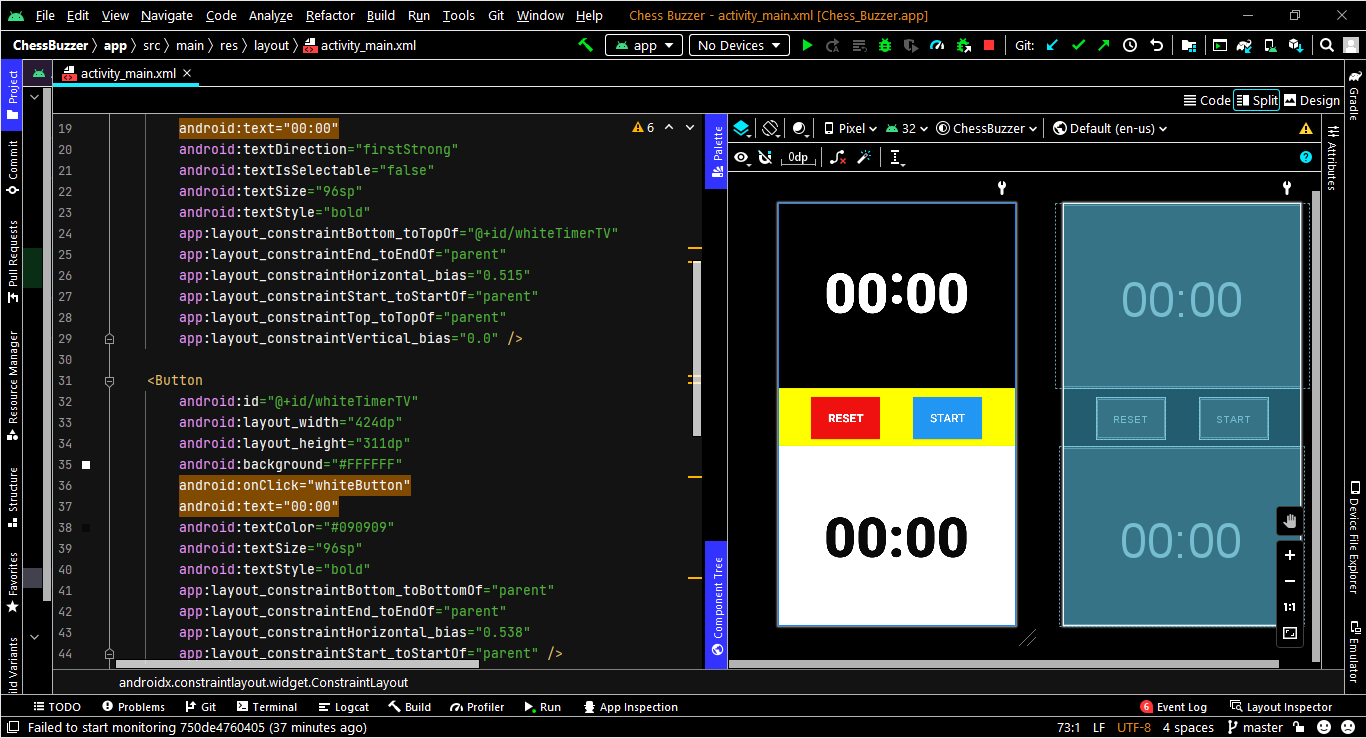 File Edit View Navigate Code Analyze Refactor Build Run Tools Git Window Help Chess Buzzer - activity_main.xml [Chess_Buzzer.app]
ChessBuzzer app src main res layout activity_main.xml app No Devices Git:
activity_main.xml
Code Split Design
Project
Commit
Pull Requests
Resource Manager
Structure
Favorites
ild Variants
6
19 android:text="00:00"
20 android:textDirection="firstStrong"
21 android:textIsSelectable="false"
22 android:textSize="96sp"
23 android:textStyle="bold"
24 app:layout_constraintBottom_toTopOf="@+id/whiteTimerTV"
25 app:layout_constraintEnd_toEndOf="parent"
26 app:layout_constraintHorizontal_bias="0.515"
27 app:layout_constraintStart_toStartOf="parent"
28 app:layout_constraintTop_toTopOf="parent"
29 app:layout_constraintVertical_bias="0.0" />
30
31 <Button
32 android:id="@+id/whiteTimerTV"
33 android:layout_width="424dp"
34 android:layout_height="311dp"
35 android:background="#FFFFFF"
36 android:onClick="whiteButton"
37 android:text="00:00"
38 android:textColor="#090909"
39 android:textSize="96sp"
40 android:textStyle="bold"
41 app:layout_constraintBottom_toBottomOf="parent"
42 app:layout_constraintEnd_toEndOf="parent"
43 app:layout_constraintHorizontal_bias="0.538"
44 app:layout_constraintStart_toStartOf="parent" />
androidx.constraintlayout.widget.ConstraintLayout
Palette
Component Tree
Pixel 32 ChessBuzzer Default (en-us)
0dp
00:00
RESET START
00:00
00:00
RESET START
00:00
1:1
Gradle
Attributes
Device File Explorer
Emulator
TODO Problems Git Terminal Logcat Build Profiler Run App Inspection 6 Event Log Layout Inspector
Failed to start monitoring 750de4760405 (37 minutes ago) 73:1 LF UTF-8 4 spaces master